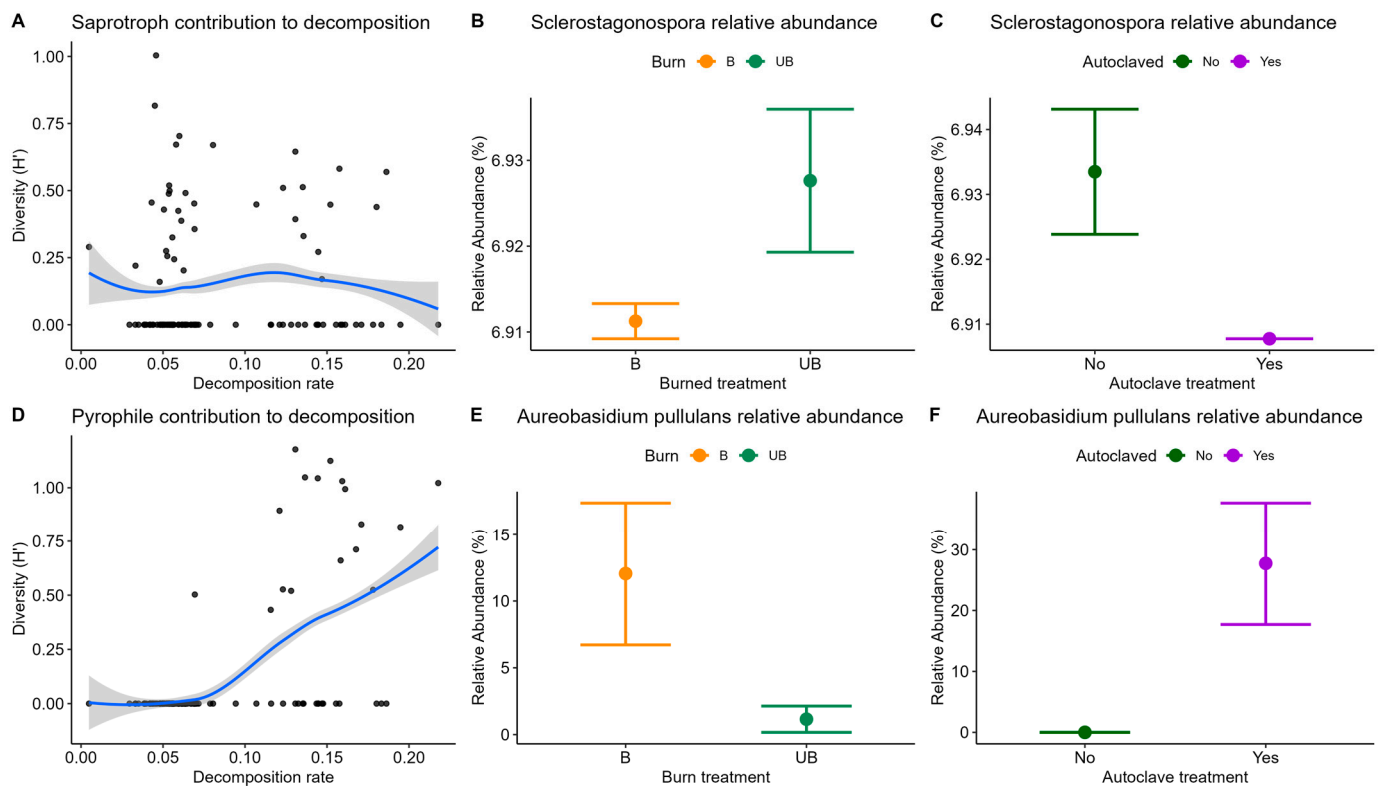 A Saprotroph contribution to decomposition
1.00
0.75
0.50
0.25
0.00
Diversity (H')
0.00 0.05 0.10 0.15 0.20
Decomposition rate
B Sclerostagonospora relative abundance
Burn B UB
6.93
6.92
6.91
Relative Abundance (%)
B UB
Burned treatment
C Sclerostagonospora relative abundance
Autoclaved No Yes
6.94
6.93
6.92
6.91
Relative Abundance (%)
No Yes
Autoclave treatment
D Pyrophile contribution to decomposition
1.00
0.75
0.50
0.25
0.00
Diversity (H')
0.00 0.05 0.10 0.15 0.20
Decomposition rate
E Aureobasidium pullulans relative abundance
Burn B UB
15
10
5
0
Relative Abundance (%)
B UB
Burn treatment
F Aureobasidium pullulans relative abundance
Autoclaved No Yes
30
20
10
0
Relative Abundance (%)
No Yes
Autoclave treatment